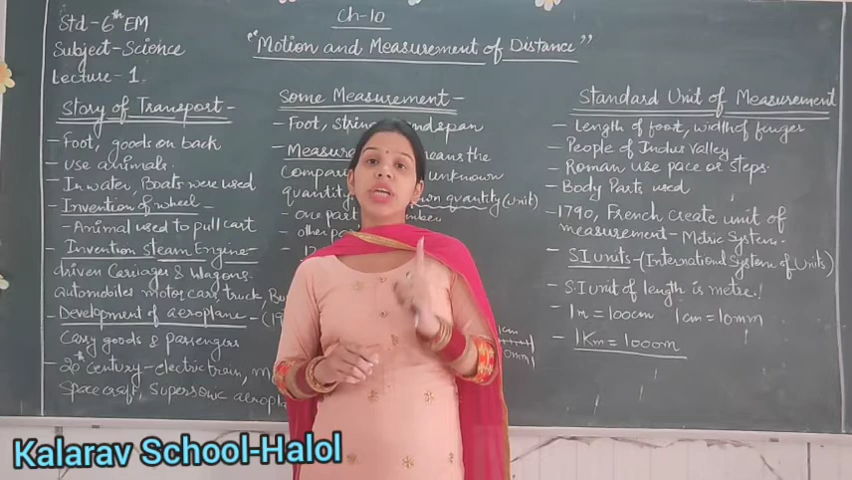 Std-6th EM
Subject-Science
Lecture-1
Ch-10
"Motion and Measurement of Distance"
Story of Transport-
- Foot, goods on back
- use animals.
- In water, Boats were used
- Invention of wheel
- Animal used to pull cart
- Invention steam Engine-
driven Carriages & Wagons.
automobiles motor cars, truck,
- Development of aeroplane-
Carry goods & passengers
- 20th Century-electric train,
Spacecraft, Supersonic
Some Measurement-
- Foot, span
the
unknown
quantity quantity (unit)
- one part
- other
Standard Unit of Measurement
- Length of foot, width of finger
- People of Indus Valley
- Roman use pace or steps.
- Body Parts used
- 1790, French create unit of
measurement- Metric System.
- SI units-(International System of Units)
- S.I unit of length is metre!
- 1m = 100cm 1cm = 10mm
- 1Km = 1000m
Kalarav School-Halol